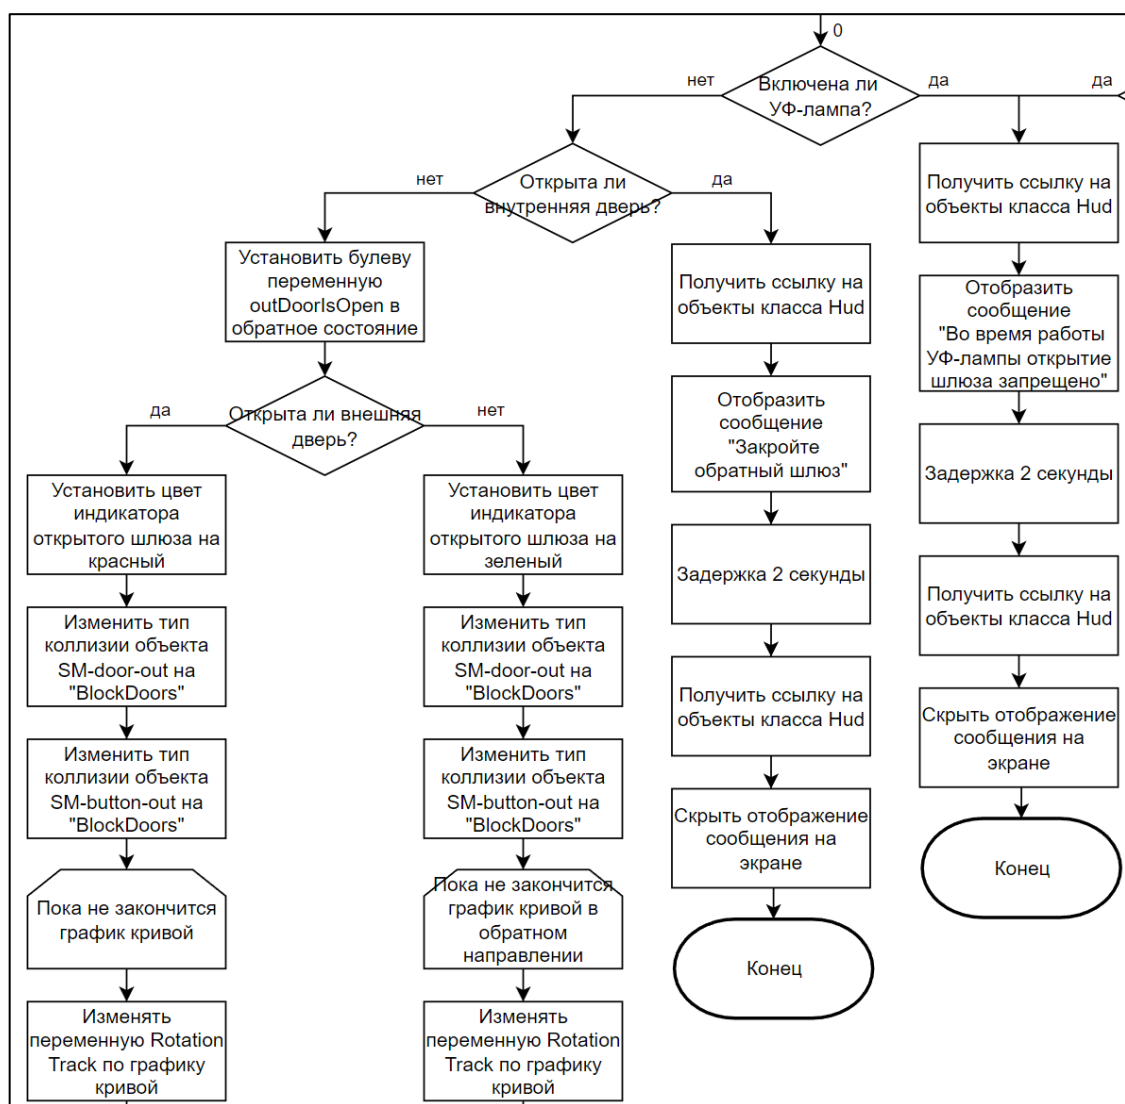 0
Включена ли
УФ-лампа?
нет
да
да
Открыта ли
внутренняя дверь?
нет
да
Установить булеву
переменную
outDoorIsOpen в
обратное состояние
Открыта ли внешняя
дверь?
да
нет
Установить цвет
индикатора
открытого шлюза на
красный
Изменить тип
коллизии объекта
SM-door-out на
"BlockDoors"
Изменить тип
коллизии объекта
SM-button-out на
"BlockDoors"
Пока не закончится
график кривой
Изменять
переменную Rotation
Track по графику
кривой
Установить цвет
индикатора
открытого шлюза на
зеленый
Изменить тип
коллизии объекта
SM-door-out на
"BlockDoors"
Изменить тип
коллизии объекта
SM-button-out на
"BlockDoors"
Пока не закончится
график кривой в
обратном
направлении
Изменять
переменную Rotation
Track по графику
кривой
Получить ссылку на
объекты класса Hud
Отобразить
сообщение
"Закройте
обратный шлюз"
Задержка 2 секунды
Получить ссылку на
объекты класса Hud
Скрыть отображение
сообщения на
экране
Конец
Получить ссылку на
объекты класса Hud
Отобразить
сообщение
"Во время работы
УФ-лампы открытие
шлюза запрещено"
Задержка 2 секунды
Получить ссылку на
объекты класса Hud
Скрыть отображение
сообщения на
экране
Конец